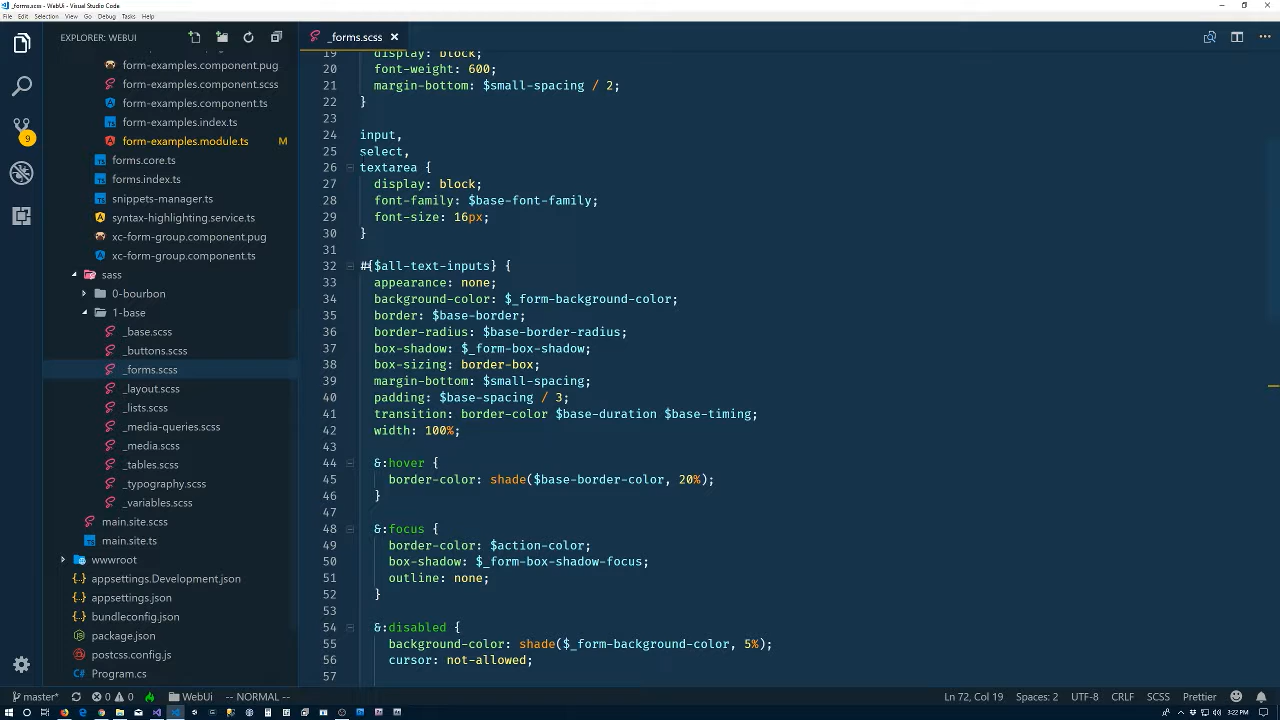 _forms.scss - WebUi - Visual Studio Code
File Edit Selection View Go Debug Tasks Help
EXPLORER: WEBUI
form-examples.component.pug
form-examples.component.scss
form-examples.component.ts
form-examples.index.ts
form-examples.module.ts M
forms.core.ts
forms.index.ts
snippets-manager.ts
syntax-highlighting.service.ts
xc-form-group.component.pug
xc-form-group.component.ts
sass
0-bourbon
1-base
_base.scss
_buttons.scss
_forms.scss
_layout.scss
_lists.scss
_media-queries.scss
_media.scss
_tables.scss
_typography.scss
_variables.scss
main.site.scss
main.site.ts
wwwroot
appsettings.Development.json
appsettings.json
bundleconfig.json
package.json
postcss.config.js
Program.cs
9
_forms.scss
19 display: block;
20 font-weight: 600;
21 margin-bottom: $small-spacing / 2;
22 }
23
24 input,
25 select,
26 textarea {
27 display: block;
28 font-family: $base-font-family;
29 font-size: 16px;
30 }
31
32 #{$all-text-inputs} {
33 appearance: none;
34 background-color: $_form-background-color;
35 border: $base-border;
36 border-radius: $base-border-radius;
37 box-shadow: $_form-box-shadow;
38 box-sizing: border-box;
39 margin-bottom: $small-spacing;
40 padding: $base-spacing / 3;
41 transition: border-color $base-duration $base-timing;
42 width: 100%;
43
44 &:hover {
45 border-color: shade($base-border-color, 20%);
46 }
47
48 &:focus {
49 border-color: $action-color;
50 box-shadow: $_form-box-shadow-focus;
51 outline: none;
52 }
53
54 &:disabled {
55 background-color: shade($_form-background-color, 5%);
56 cursor: not-allowed;
57
master* 0 0 WebUi -- NORMAL -- Ln 72, Col 19 Spaces: 2 UTF-8 CRLF SCSS Prettier
3:22 PM